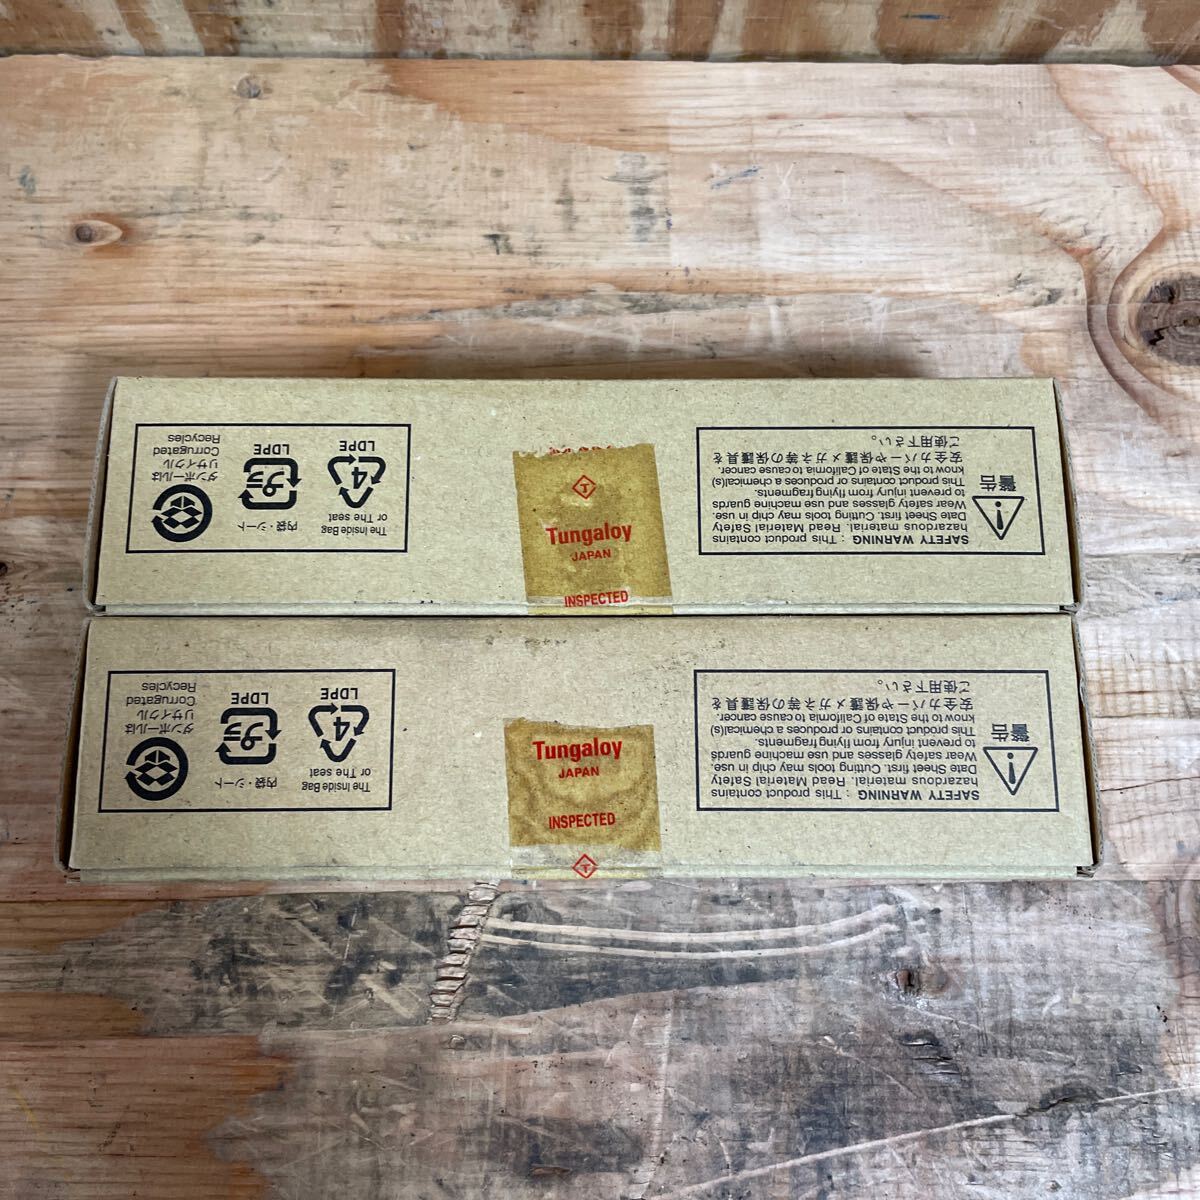 ダンボールは
リサイクル
Corrugated
Recycles
内袋・シート
LDPE
The Inside Bag
or The seat
4
LDPE
T
Tungaloy
JAPAN
INSPECTED
警告
SAFETY WARNING : This product contains
hazardous material. Read Material Safety
Date Sheet first. Cutting tools may chip in use.
Wear safety glasses and use machine guards
to prevent injury from flying fragments.
This product contains or produces a chemical(s)
know to the State of California to cause cancer.
安全カバーや保護メガネ等の保護具を
ご使用下さい。
ダンボールは
リサイクル
Corrugated
Recycles
プラ
内袋・シート
LDPE
The Inside Bag
or The seat
4
LDPE
Tungaloy
JAPAN
INSPECTED
T
警告
SAFETY WARNING : This product contains
hazardous material. Read Material Safety
Date Sheet first. Cutting tools may chip in use.
Wear safety glasses and use machine guards
to prevent injury from flying fragments.
This product contains or produces a chemical(s)
know to the State of California to cause cancer.
安全カバーや保護メガネ等の保護具を
ご使用下さい。